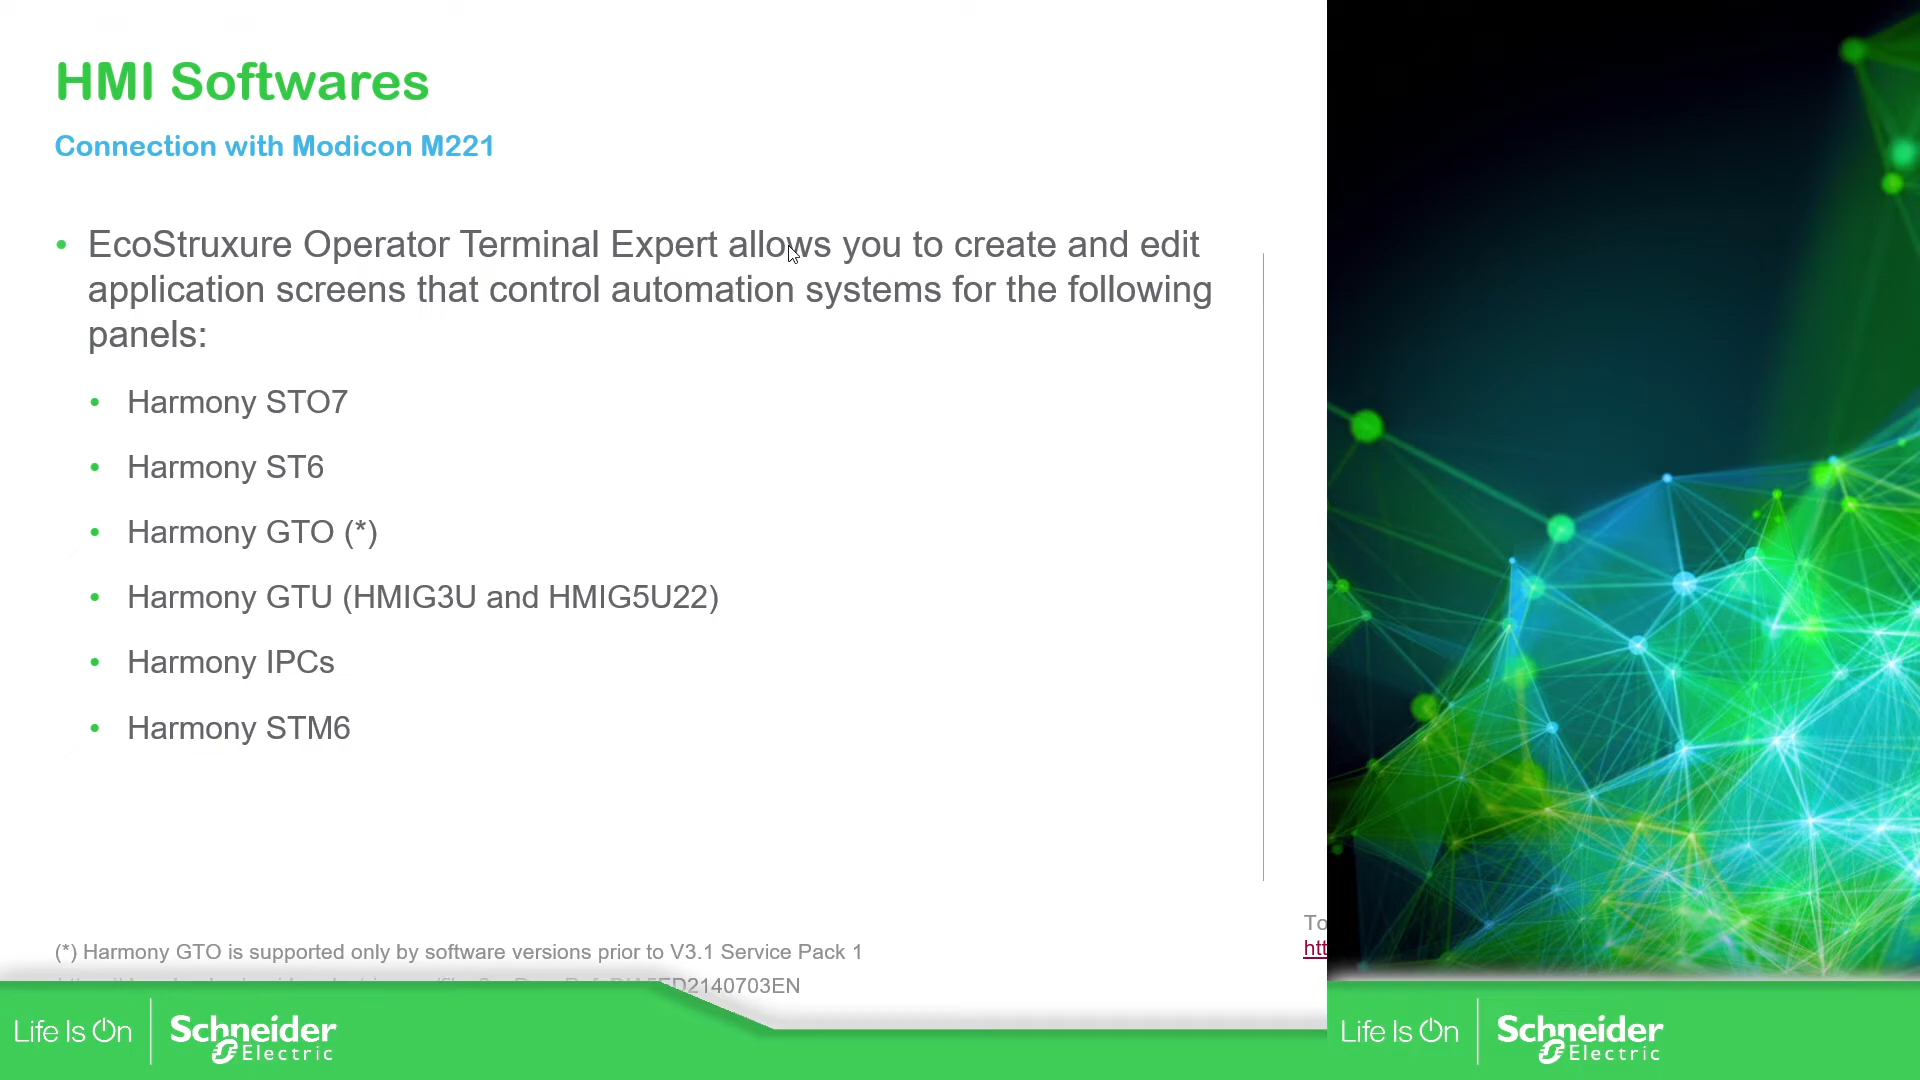 HMI Softwares
Connection with Modicon M221
• EcoStruxure Operator Terminal Expert allows you to create and edit
application screens that control automation systems for the following
panels:
• Harmony STO7
• Harmony ST6
• Harmony GTO (*)
• Harmony GTU (HMIG3U and HMIG5U22)
• Harmony IPCs
• Harmony STM6
(*) Harmony GTO is supported only by software versions prior to V3.1 Service Pack 1
D2140703EN
To
htt
Life Is On
Schneider
Electric
Life Is On
Schneider
Electric